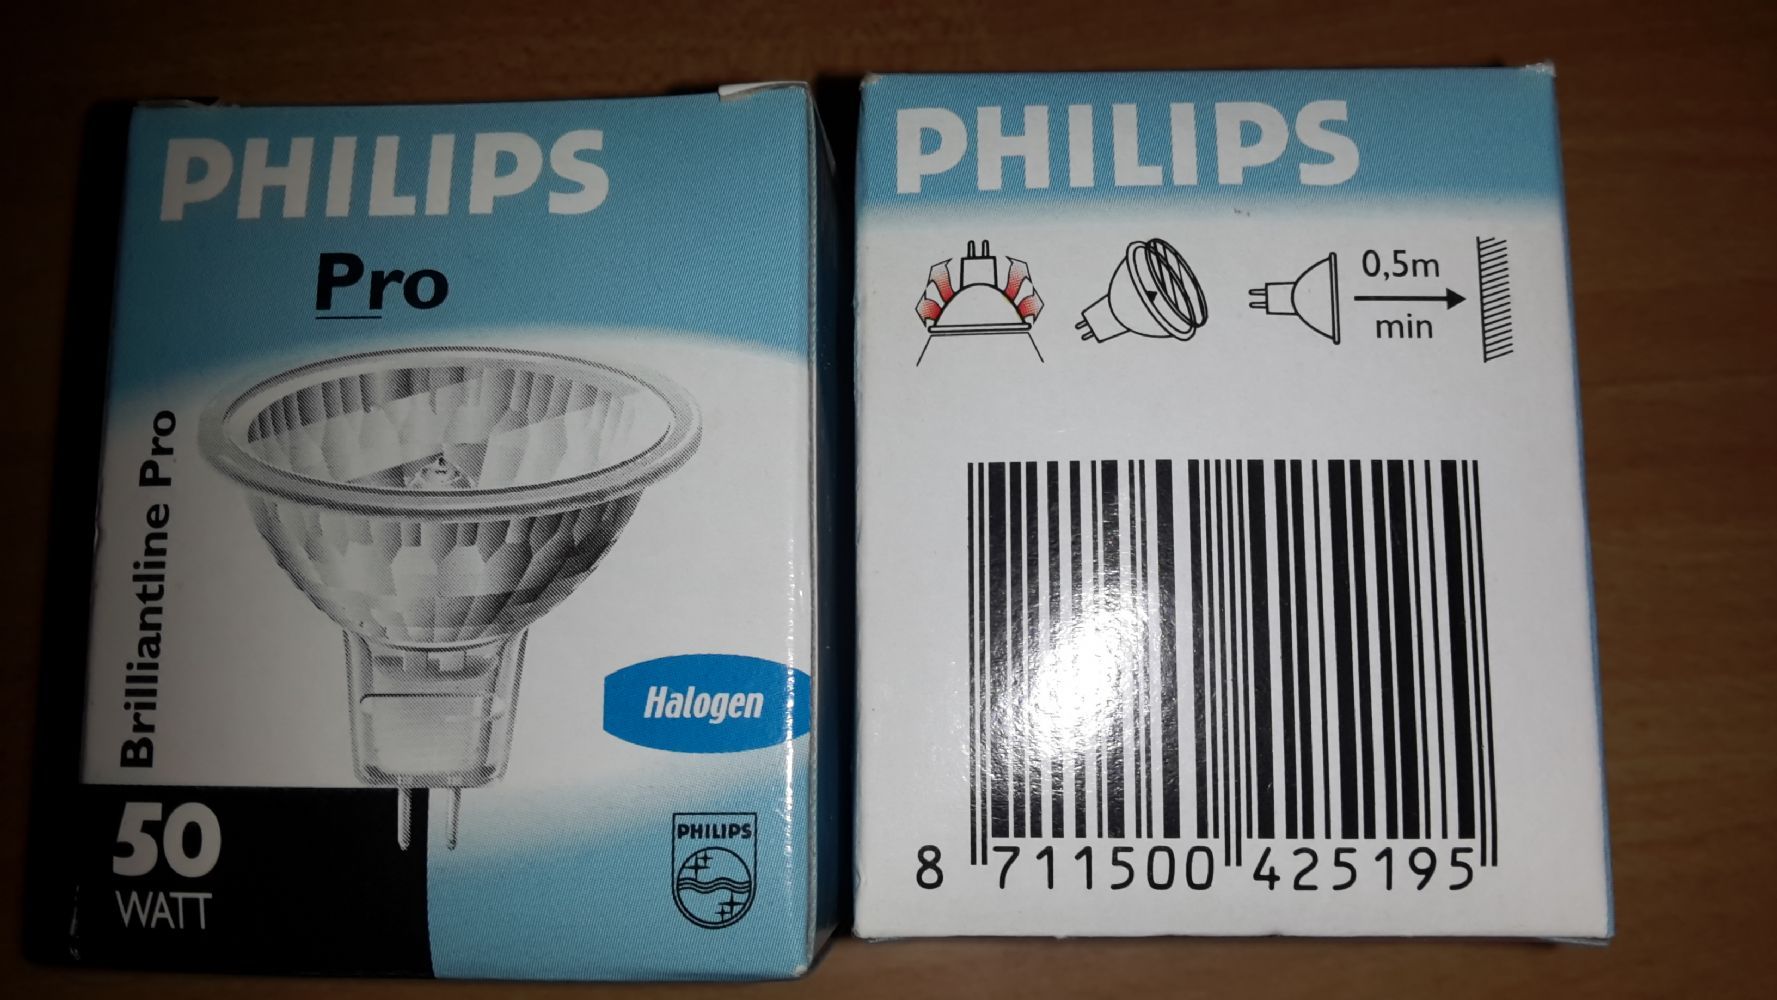 PHILIPS
Pro
Brilliantline Pro
Halogen
50
WATT
PHILIPS
PHILIPS
0,5m
min
8 711500 425195